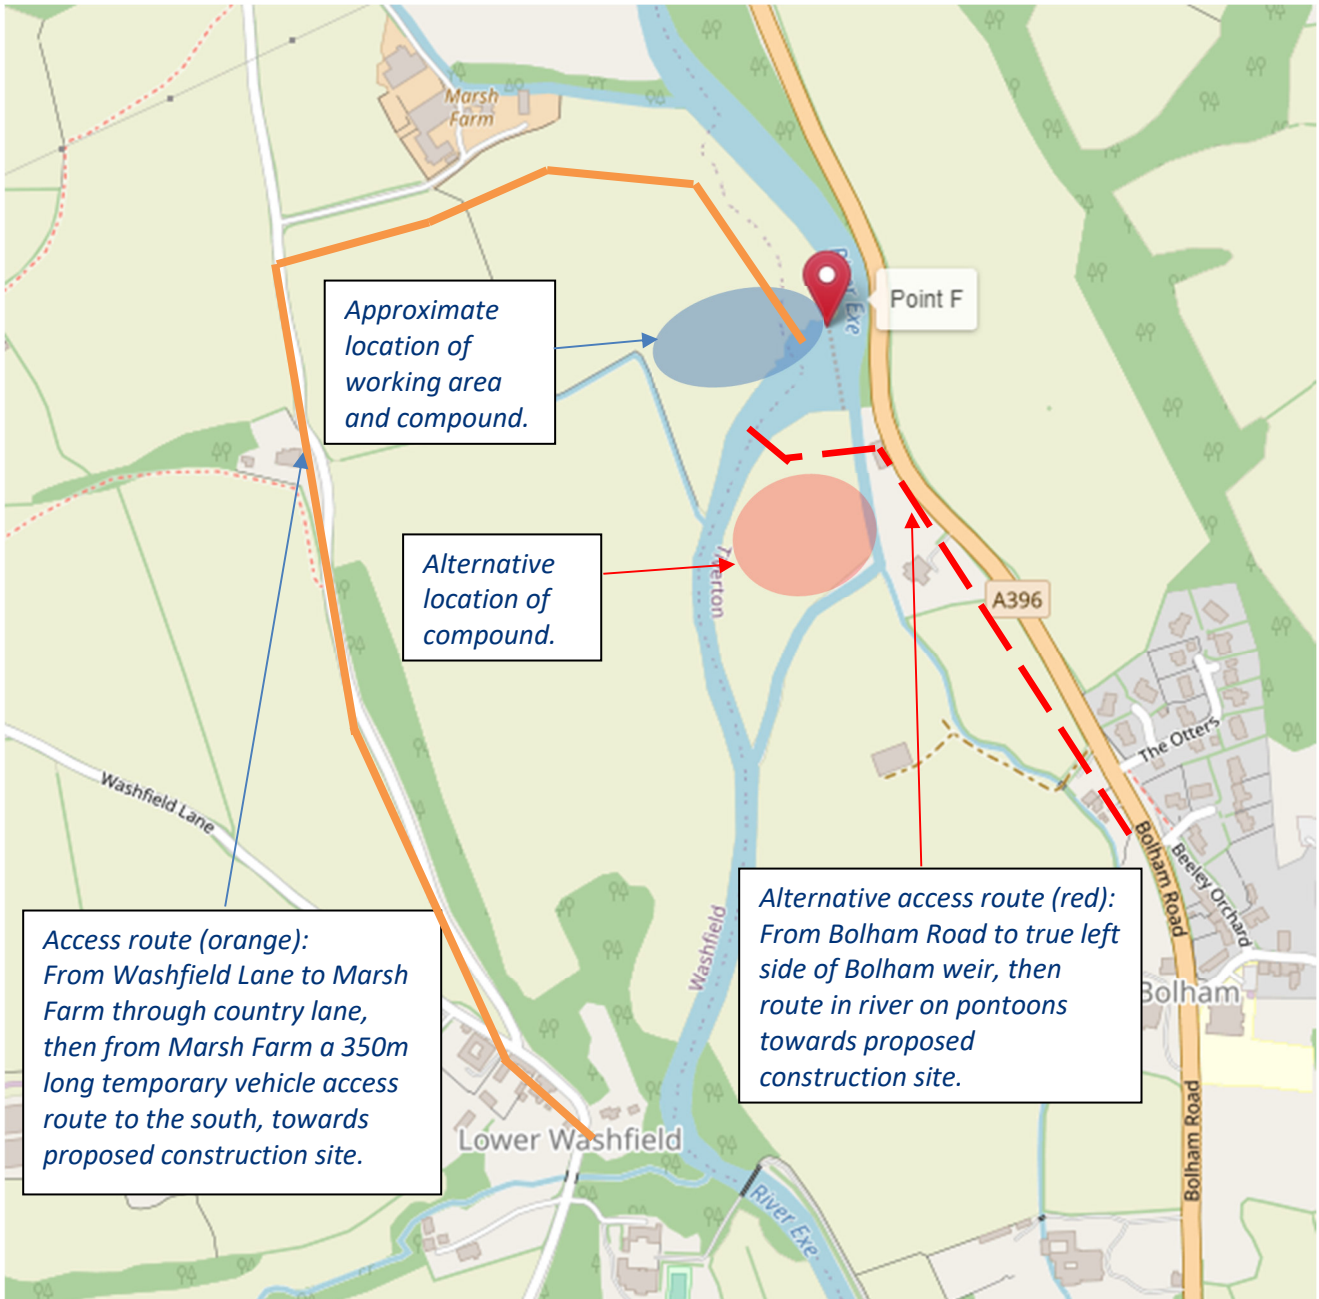 Marsh
Farm
River Exe
Point F
Approximate
location of
working area
and compound.
Alternative
location of
compound.
Tiverton
A396
The Otters
Washfield Lane
Bolham Road
Beeley Orchard
Washfield
Access route (orange):
From Washfield Lane to Marsh
Farm through country lane,
then from Marsh Farm a 350m
long temporary vehicle access
route to the south, towards
proposed construction site.
Alternative access route (red):
From Bolham Road to true left
side of Bolham weir, then
route in river on pontoons
towards proposed
construction site.
Bolham
Lower Washfield
Bolham Road
River Exe